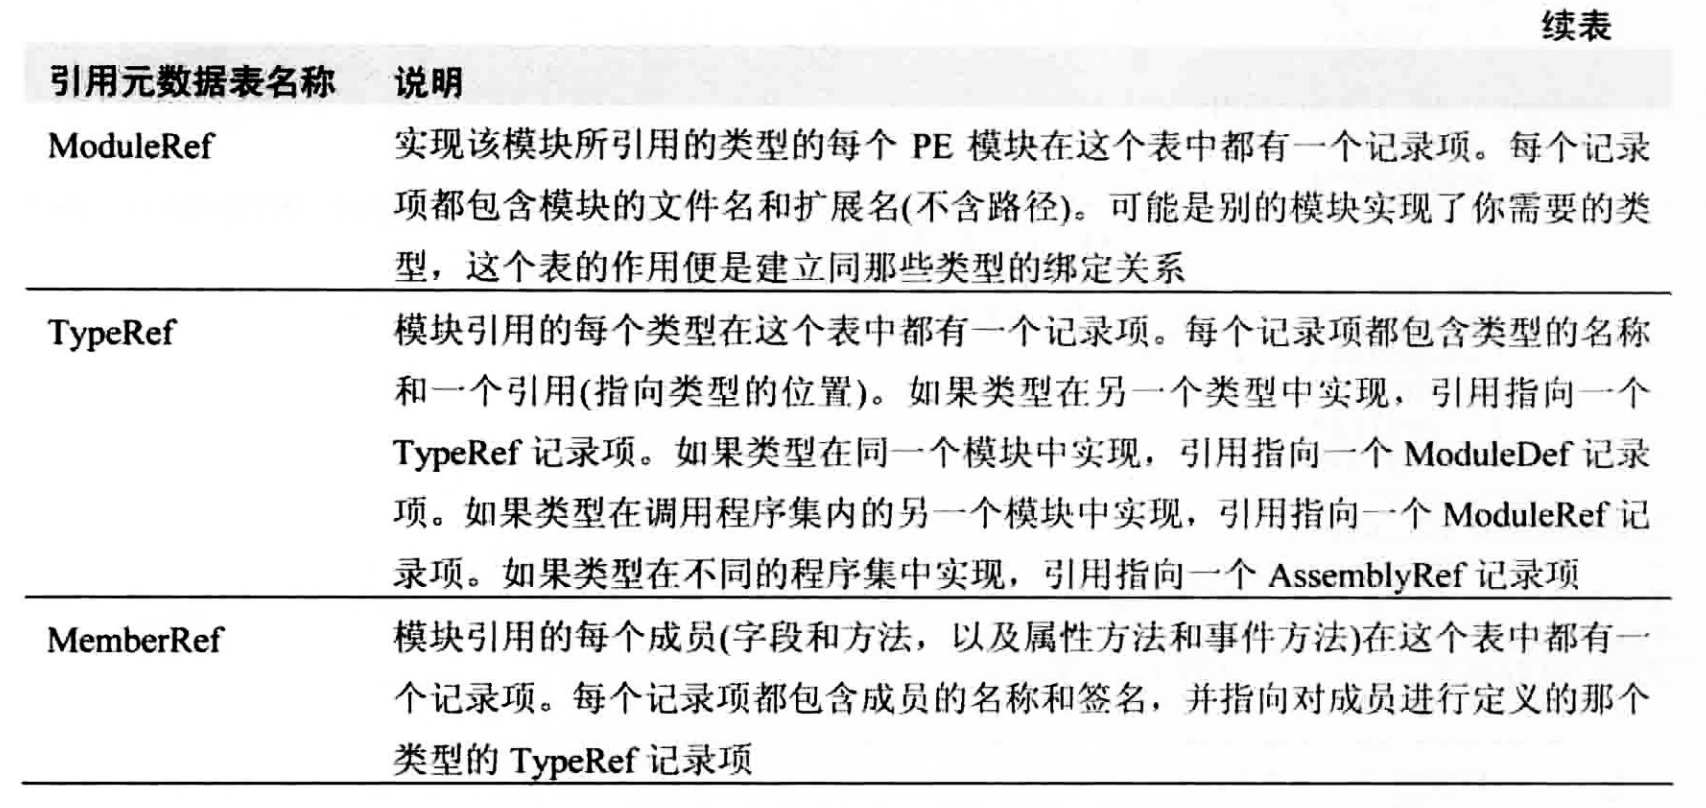 续表
引用元数据表名称 说明
ModuleRef 实现该模块所引用的类型的每个 PE 模块在这个表中都有一个记录项。每个记录
项都包含模块的文件名和扩展名(不含路径)。可能是别的模块实现了你需要的类
型，这个表的作用便是建立同那些类型的绑定关系
TypeRef 模块引用的每个类型在这个表中都有一个记录项。每个记录项都包含类型的名称
和一个引用(指向类型的位置)。如果类型在另一个类型中实现，引用指向一个
TypeRef 记录项。如果类型在同一个模块中实现，引用指向一个 ModuleDef 记录
项。如果类型在调用程序集内的另一个模块中实现，引用指向一个 ModuleRef 记
录项。如果类型在不同的程序集中实现，引用指向一个 AssemblyRef 记录项
MemberRef 模块引用的每个成员(字段和方法，以及属性方法和事件方法)在这个表中都有一
个记录项。每个记录项都包含成员的名称和签名，并指向对成员进行定义的那个
类型的 TypeRef 记录项